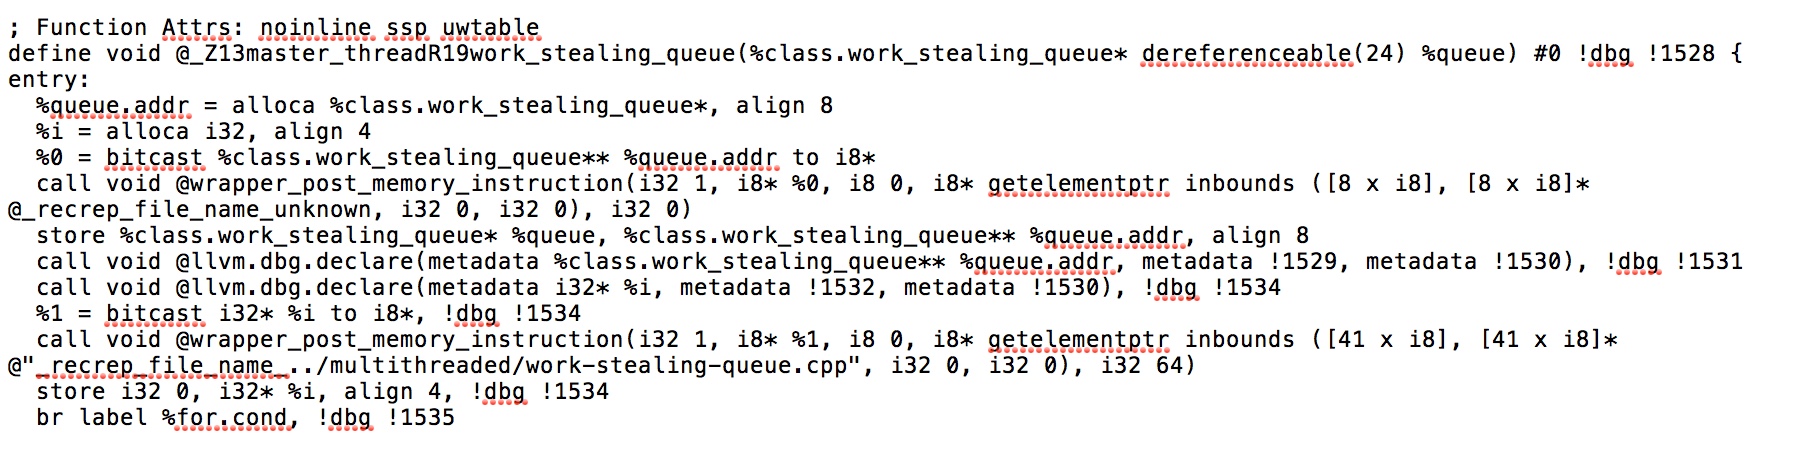 ; Function Attrs: noinline ssp uwtable
define void @_Z13master_threadR19work_stealing_queue(%class.work_stealing_queue* dereferenceable(24) %queue) #0 !dbg !1528 {
entry:
  %queue.addr = alloca %class.work_stealing_queue*, align 8
  %i = alloca i32, align 4
  %0 = bitcast %class.work_stealing_queue** %queue.addr to i8*
  call void @wrapper_post_memory_instruction(i32 1, i8* %0, i8 0, i8* getelementptr inbounds ([8 x i8], [8 x i8]*
@_recrep_file_name_unknown, i32 0, i32 0), i32 0)
  store %class.work_stealing_queue* %queue, %class.work_stealing_queue** %queue.addr, align 8
  call void @llvm.dbg.declare(metadata %class.work_stealing_queue** %queue.addr, metadata !1529, metadata !1530), !dbg !1531
  call void @llvm.dbg.declare(metadata i32* %i, metadata !1532, metadata !1530), !dbg !1534
  %1 = bitcast i32* %i to i8*, !dbg !1534
  call void @wrapper_post_memory_instruction(i32 1, i8* %1, i8 0, i8* getelementptr inbounds ([41 x i8], [41 x i8]*
@"_recrep_file_name_../multithreaded/work-stealing-queue.cpp", i32 0, i32 0), i32 64)
  store i32 0, i32* %i, align 4, !dbg !1534
  br label %for.cond, !dbg !1535